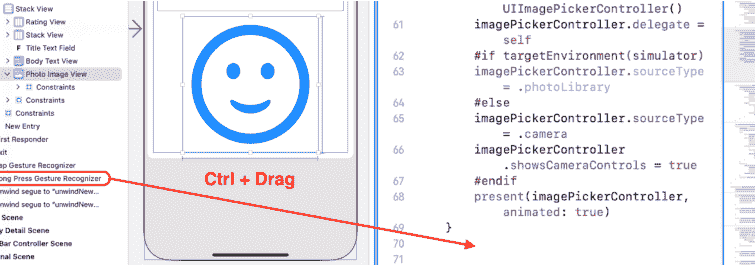 Stack View
Rating View
Stack View
F Title Text Field
Body Text View
Photo Image View
Constraints
Constraints
Constraints
New Entry
irst Responder
xit
ap Gesture Recognizer
ong Press Gesture Recognizer
nwind segue to "unwindNew...
nwind segue to "unwindNew...
Scene
y Detail Scene
Bar Controller Scene
nal Scene
Ctrl + Drag
UIImagePickerController()
61 imagePickerController.delegate =
self
62 #if targetEnvironment(simulator)
63 imagePickerController.sourceType
= .photoLibrary
64 #else
65 imagePickerController.sourceType
= .camera
66 imagePickerController
.showsCameraControls = true
67 #endif
68 present(imagePickerController,
animated: true)
69 }
70
71